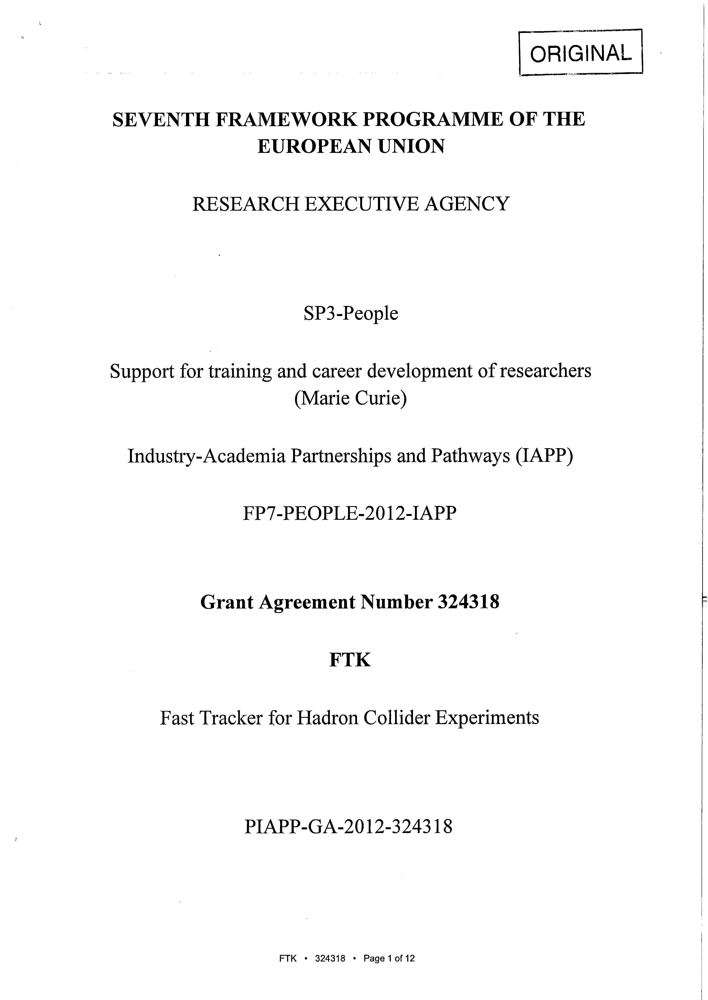 ORIGINAL
SEVENTH FRAMEWORK PROGRAMME OF THE
EUROPEAN UNION
RESEARCH EXECUTIVE AGENCY
SP3-People
Support for training and career development of researchers
(Marie Curie)
Industry-Academia Partnerships and Pathways (IAPP)
FP7-PEOPLE-2012-IAPP
Grant Agreement Number 324318
FTK
Fast Tracker for Hadron Collider Experiments
PIAPP-GA-2012-324318
FTK • 324318 • Page 1 of 12